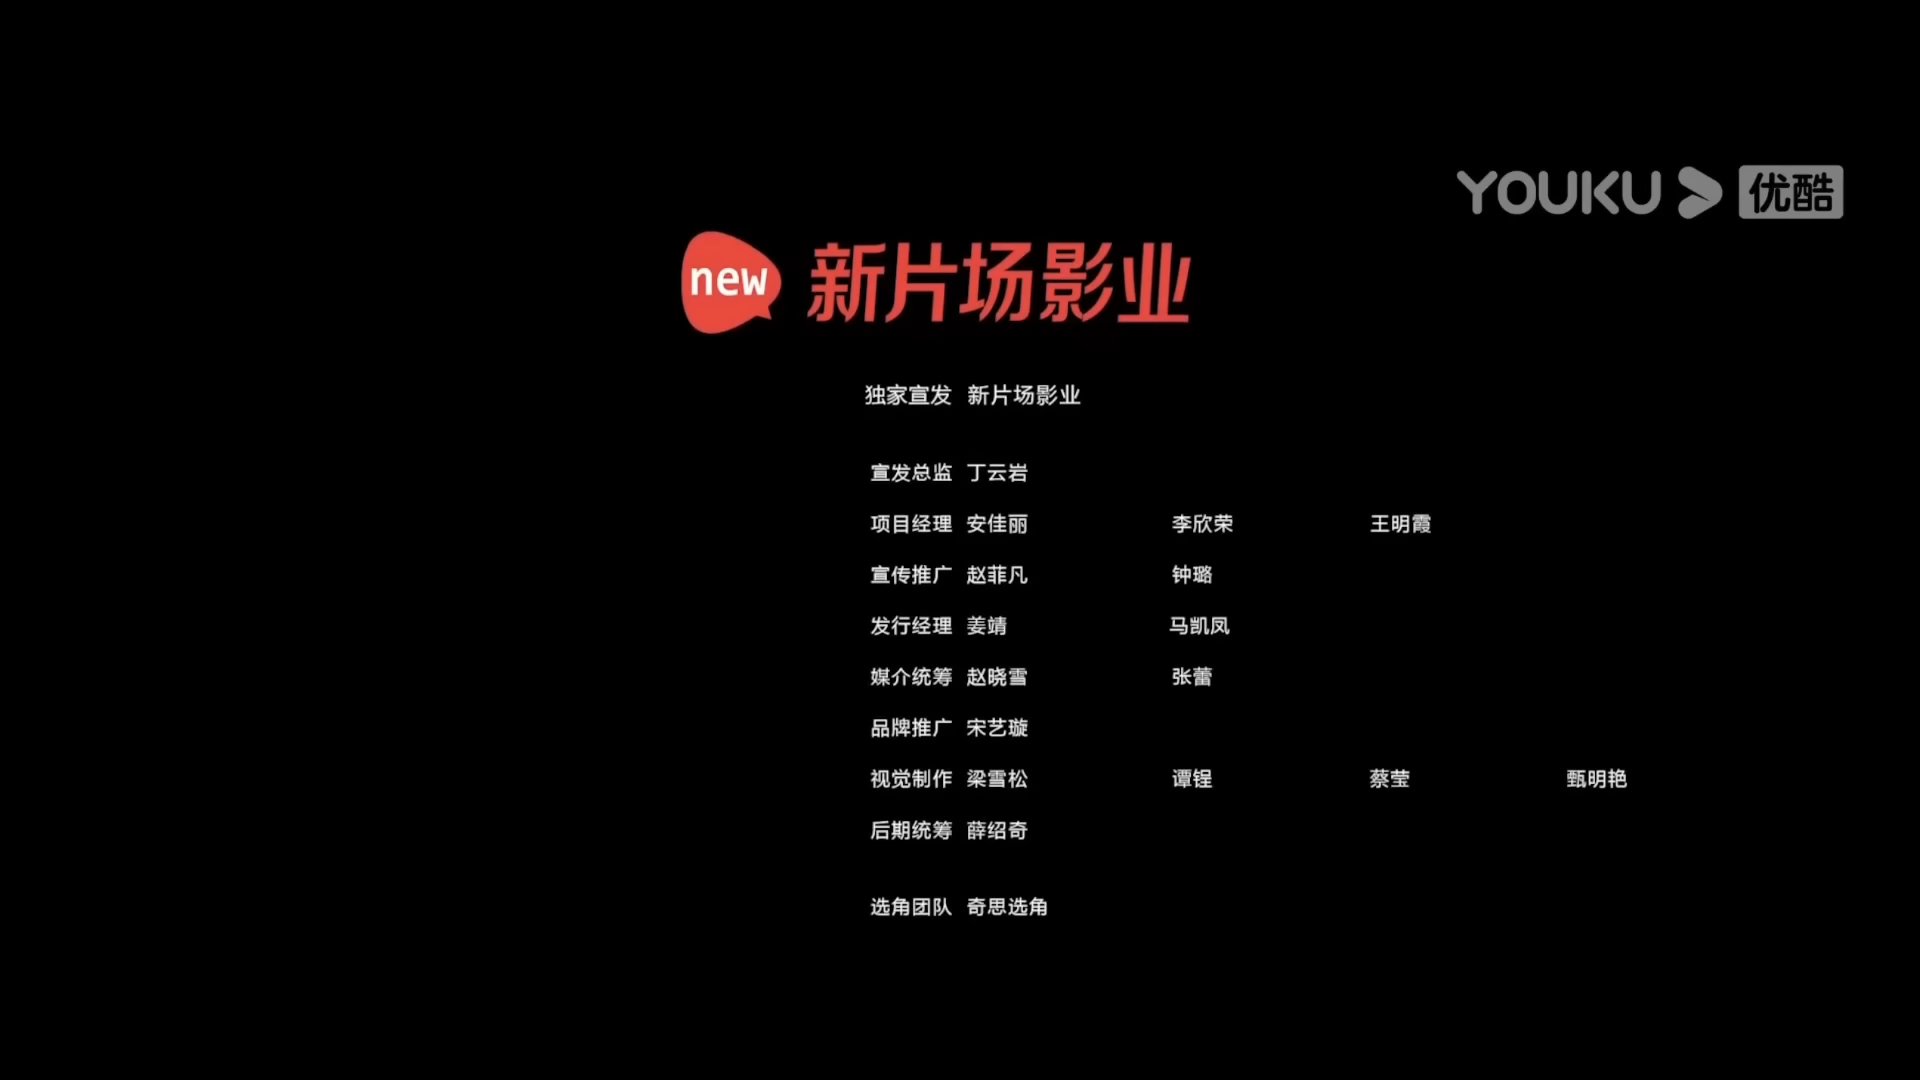 YOUKU 优酷
new 新片场影业
独家宣发 新片场影业
宣发总监 丁云岩
项目经理 安佳丽 李欣荣 王明霞
宣传推广 赵菲凡 钟璐
发行经理 姜靖 马凯凤
媒介统筹 赵晓雪 张蕾
品牌推广 宋艺璇
视觉制作 梁雪松 谭锃 蔡莹 甄明艳
后期统筹 薛绍奇
选角团队 奇思选角